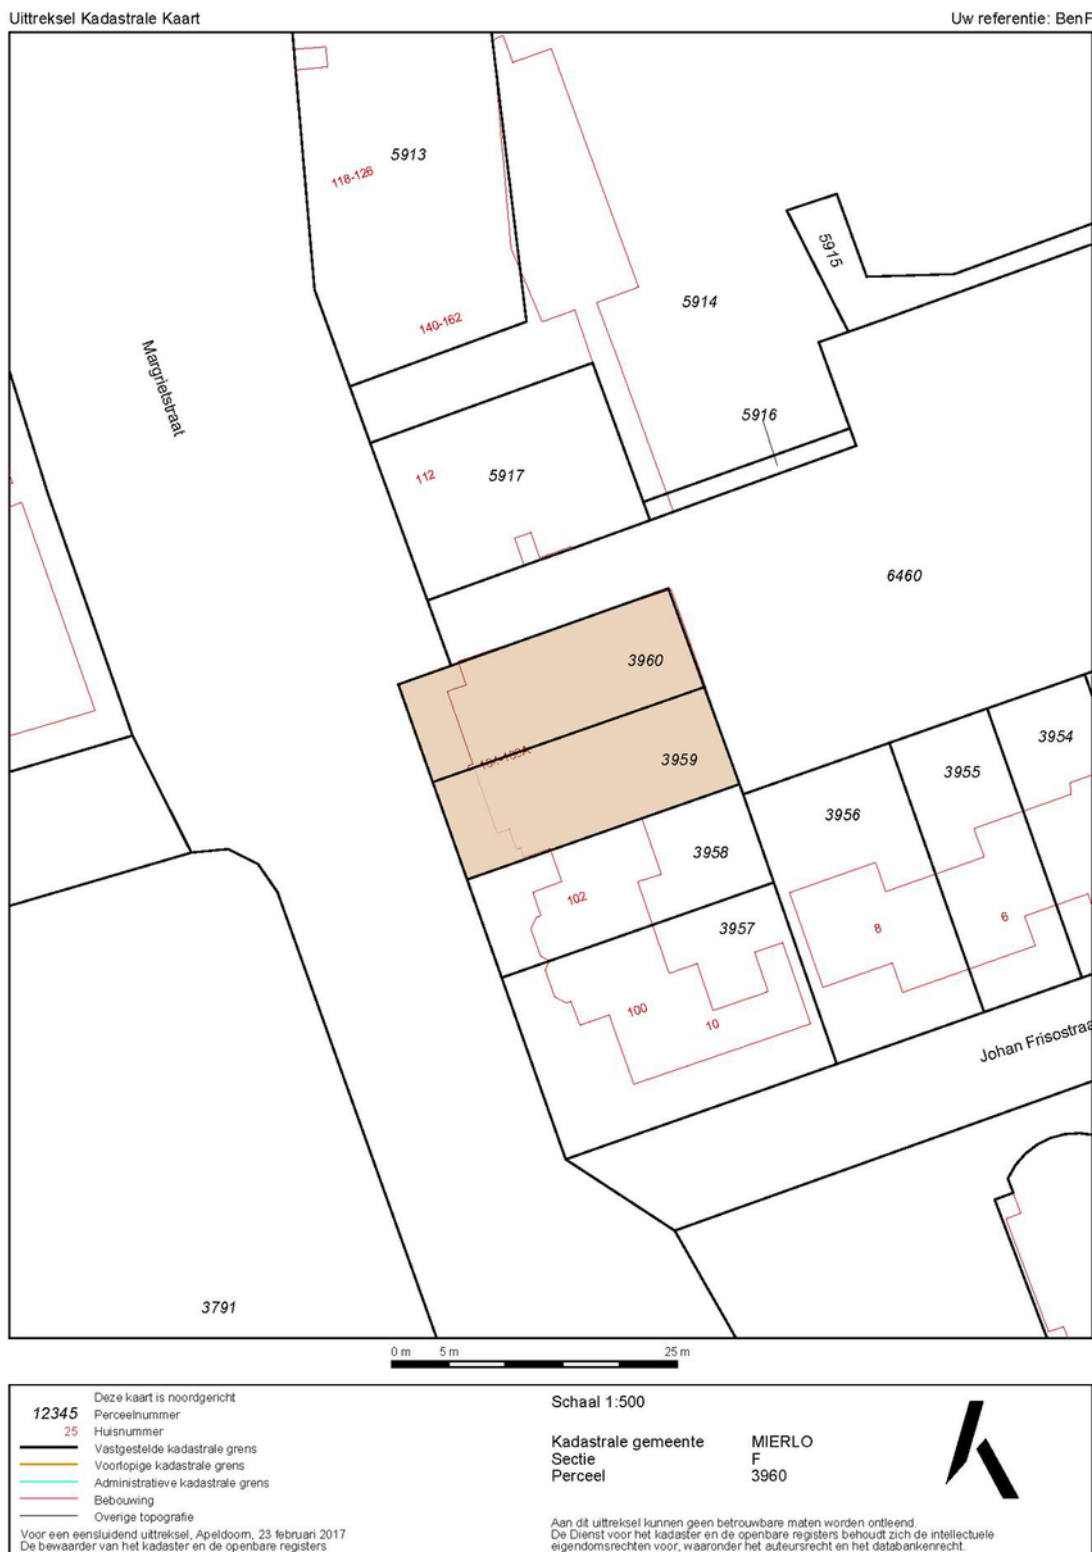 Uittreksel Kadastrale Kaart
Uw referentie: BenF
5913
118-126
5915
5914
140-162
Margrietstraat
5916
112
5917
6460
3960
3959
3954
3955
3956
3958
102
3957
6
8
100
10
Johan Frisostraa
3791
0 m 5 m 25 m
Deze kaart is noordgericht
12345 Perceelnummer
25 Huisnummer
Vastgestelde kadastrale grens
Voorlopige kadastrale grens
Administratieve kadastrale grens
Bebouwing
Overige topografie
Voor een eensluidend uittreksel, Apeldoorn, 23 februari 2017
De bewaarder van het kadaster en de openbare registers
Schaal 1:500
Kadastrale gemeente MIERLO
Sectie F
Perceel 3960
Aan dit uittreksel kunnen geen betrouwbare maten worden ontleend.
De Dienst voor het kadaster en de openbare registers behoudt zich de intellectuele
eigendomsrechten voor, waaronder het auteursrecht en het databankenrecht.